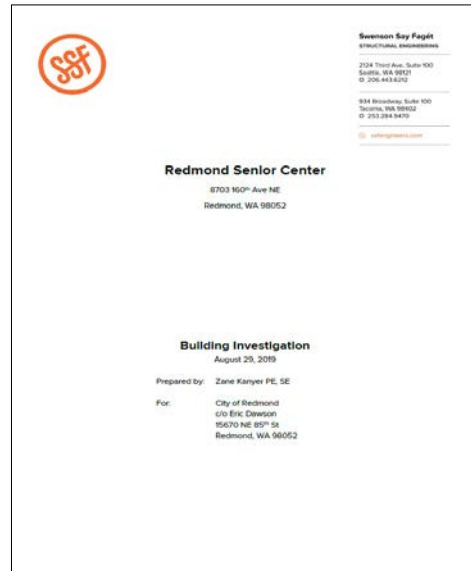 SSF
Swenson Say Fagét
STRUCTURAL ENGINEERING
2124 Third Ave. Suite 100
Seattle, WA 98121
O 206.443.6212
934 Broadway, Suite 100
Tacoma, WA 98402
O 253.284.9470
ssfengineers.com
Redmond Senior Center
8703 160th Ave NE
Redmond, WA 98052
Building Investigation
August 29, 2019
Prepared by: Zane Kanyer PE, SE
For: City of Redmond
c/o Eric Dawson
15670 NE 85th St
Redmond, WA 98052